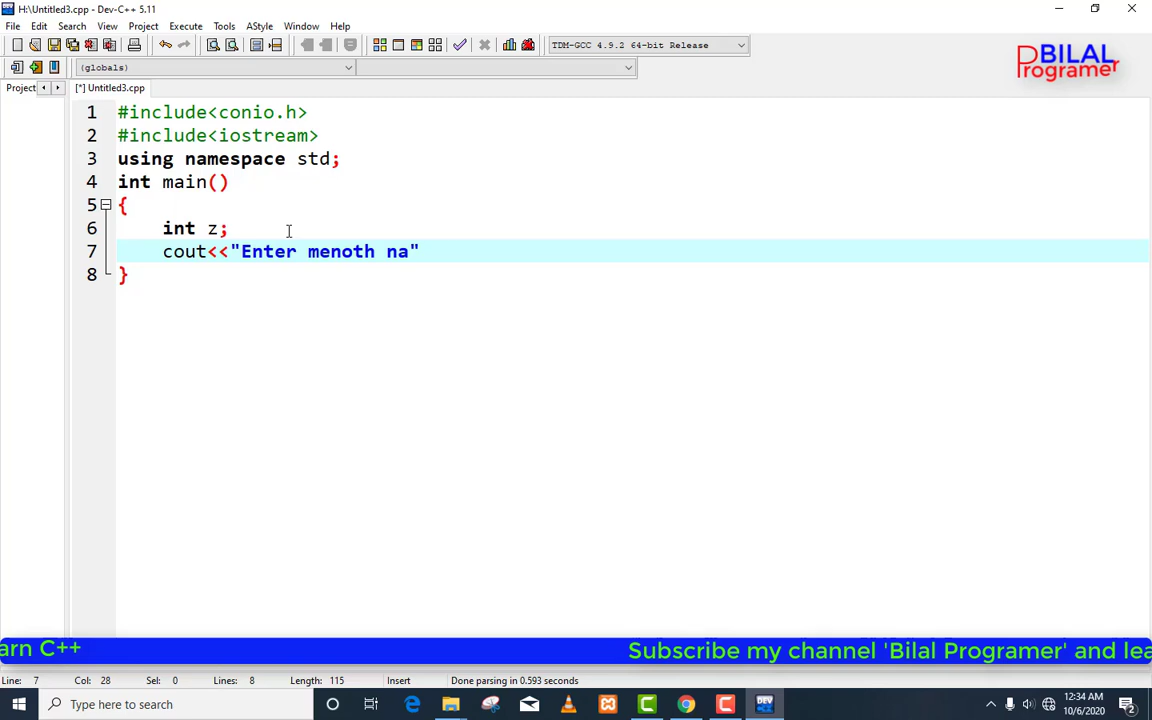 H:\Untitled3.cpp - Dev-C++ 5.11
File Edit Search View Project Execute Tools AStyle Window Help
TDM-GCC 4.9.2 64-bit Release
(globals)
BILAL
Programer
Project
[*] Untitled3.cpp
1 #include<conio.h>
2 #include<iostream>
3 using namespace std;
4 int main()
5 {
6 int z;
7 cout<<"Enter menoth na"
8 }
arn C++ Subscribe my channel 'Bilal Programer' and lea
Line: 7 Col: 28 Sel: 0 Lines: 8 Length: 115 Insert Done parsing in 0.593 seconds
Type here to search
DEV
12:34 AM
10/6/2020
2